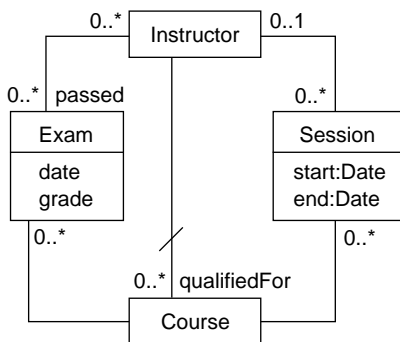 0..* Instructor 0..1
0..* passed 0..*
Exam Session
date start:Date
grade end:Date
0..* 0..*
0..* qualifiedFor
Course